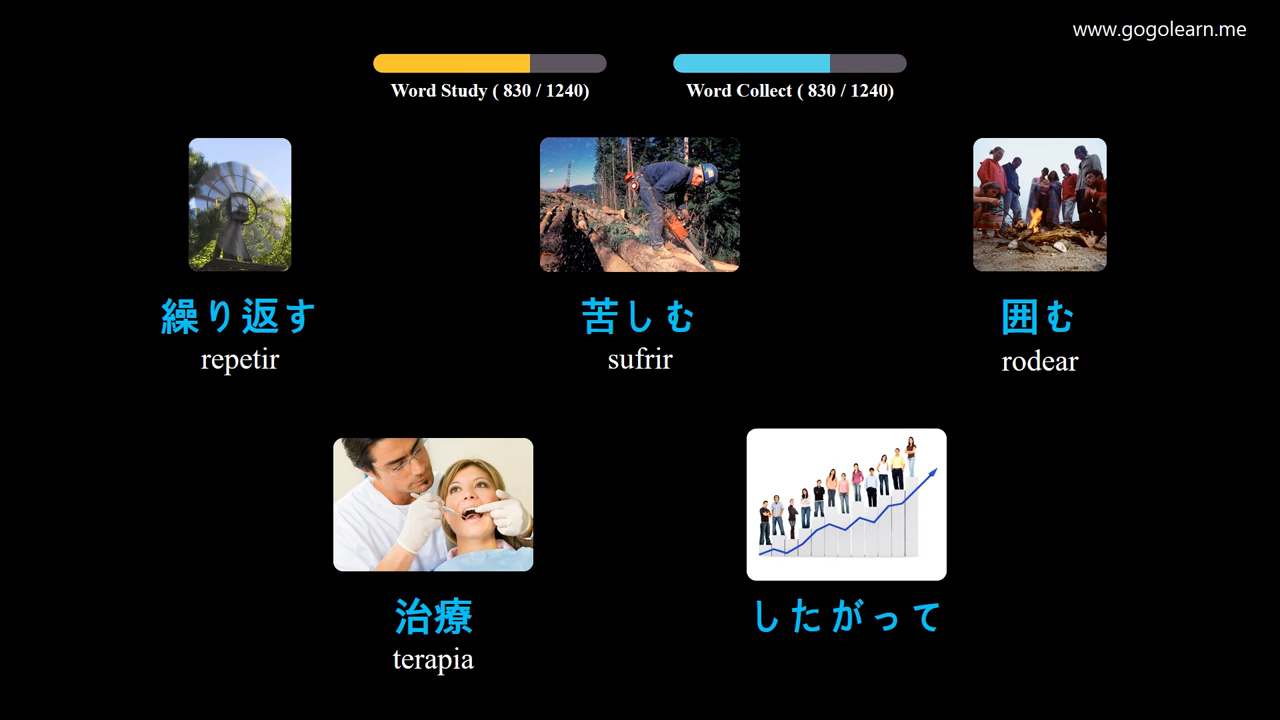 www.gogolearn.me
Word Study ( 830 / 1240)
Word Collect ( 830 / 1240)
繰り返す
repetir
苦しむ
sufrir
囲む
rodear
治療
terapia
したがって